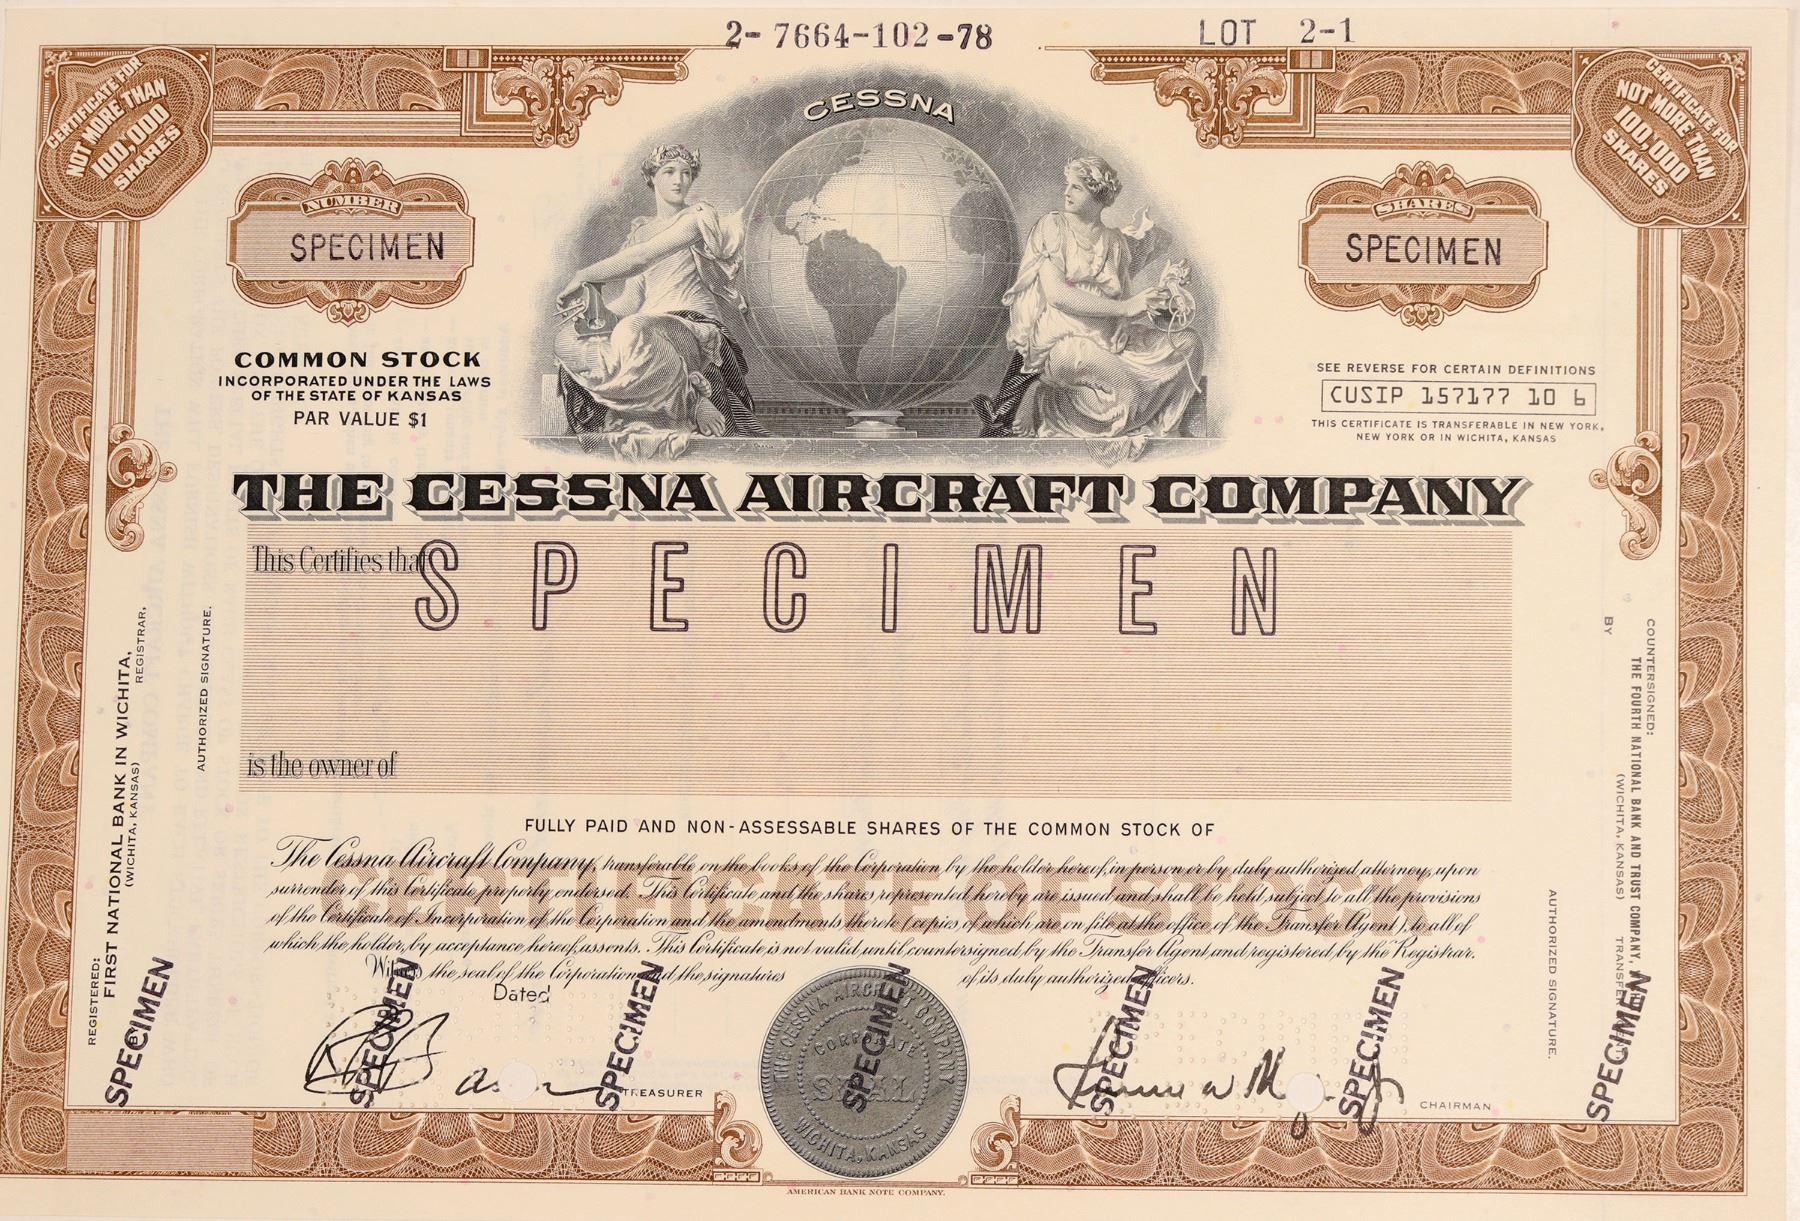 2-7664-102-78
LOT 2-1
CERTIFICATE FOR
NOT MORE THAN
100,000
SHARES
CESSNA
CERTIFICATE FOR
NOT MORE THAN
100,000
SHARES
NUMBER
SPECIMEN
SHARES
SPECIMEN
COMMON STOCK
INCORPORATED UNDER THE LAWS
OF THE STATE OF KANSAS
PAR VALUE $1
SEE REVERSE FOR CERTAIN DEFINITIONS
CUSIP 157177 10 6
THIS CERTIFICATE IS TRANSFERABLE IN NEW YORK,
NEW YORK OR IN WICHITA, KANSAS
THE CESSNA AIRCRAFT COMPANY
This Certifies that
SPECIMEN
is the owner of
FULLY PAID AND NON-ASSESSABLE SHARES OF THE COMMON STOCK OF
The Cessna Aircraft Company, transferable on the books of the Corporation by the holder hereof, in person or by duly authorized attorney, upon
surrender of this Certificate properly endorsed. This Certificate and the shares represented hereby are issued and shall be held subject to all the provisions
of the Certificate of Incorporation of the Corporation and the amendments thereto (copies of which are on file at the office of the Transfer Agent), to all of
which the holder, by acceptance hereof, assents. This Certificate is not valid until countersigned by the Transfer Agent and registered by the Registrar.
Witness the seal of the Corporation and the signatures of its duly authorized officers.
Dated
TREASURER
CHAIRMAN
THE CESSNA AIRCRAFT COMPANY
CORPORATE
SEAL
WICHITA, KANSAS
REGISTERED:
FIRST NATIONAL BANK IN WICHITA,
(WICHITA, KANSAS)
REGISTRAR,
BY
AUTHORIZED SIGNATURE.
COUNTERSIGNED:
THE FOURTH NATIONAL BANK AND TRUST COMPANY,
(WICHITA, KANSAS)
BY
AUTHORIZED SIGNATURE.
SPECIMEN
SPECIMEN
SPECIMEN
SPECIMEN
SPECIMEN
SPECIMEN
SPECIMEN
AMERICAN BANK NOTE COMPANY.